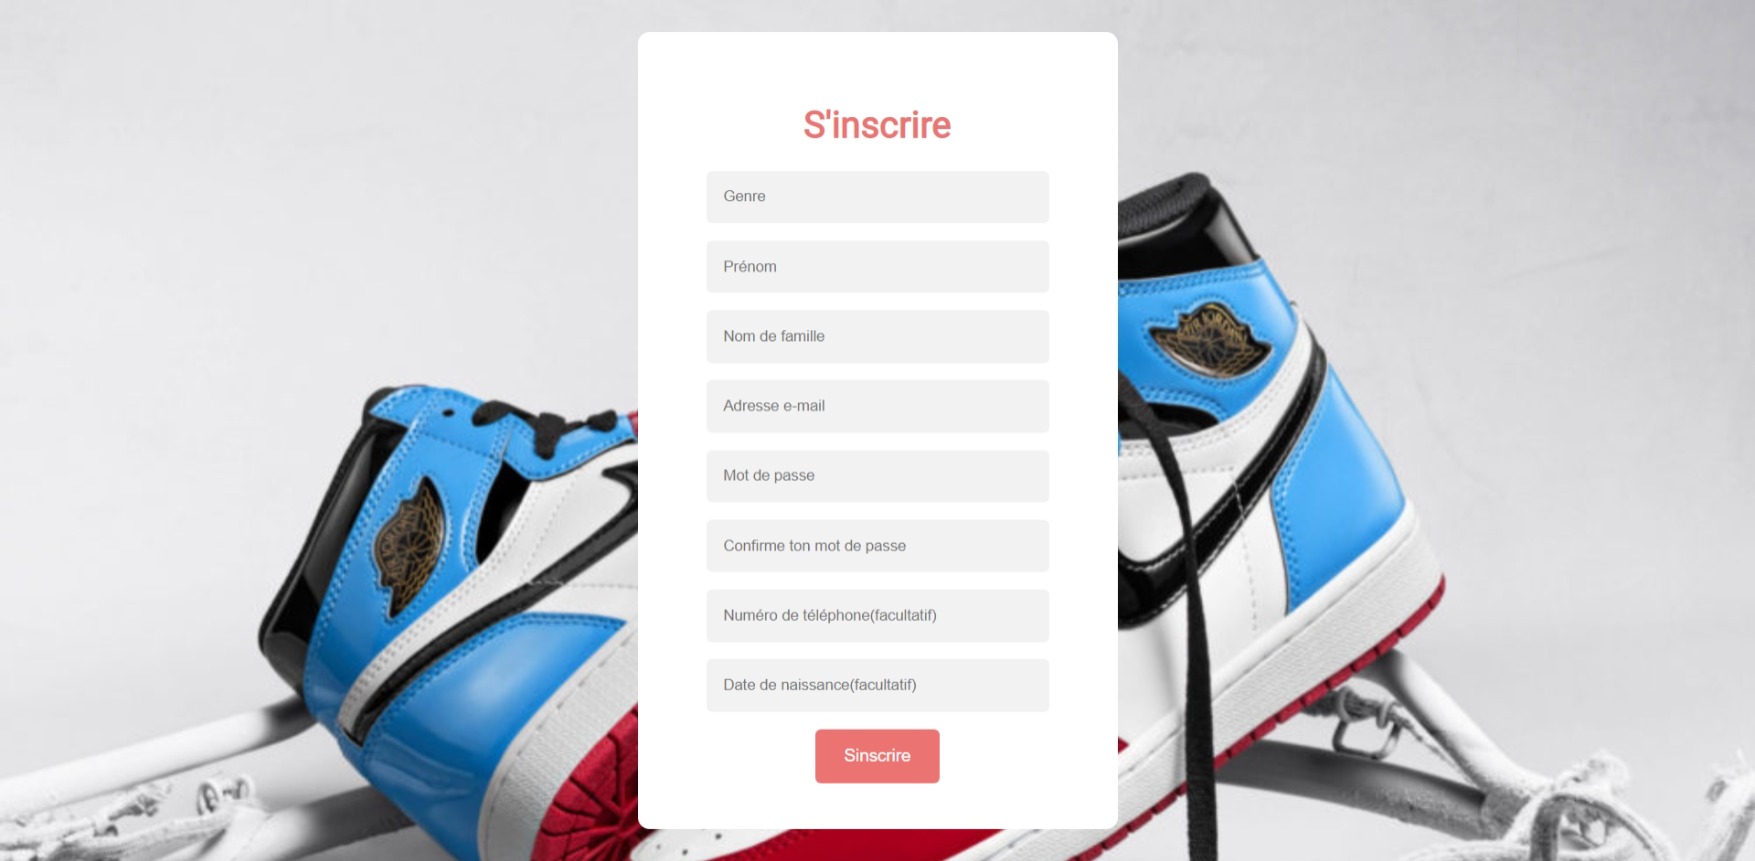 S'inscrire
Genre
Prénom
Nom de famille
Adresse e-mail
Mot de passe
Confirme ton mot de passe
Numéro de téléphone(facultatif)
Date de naissance(facultatif)
Sinscrire